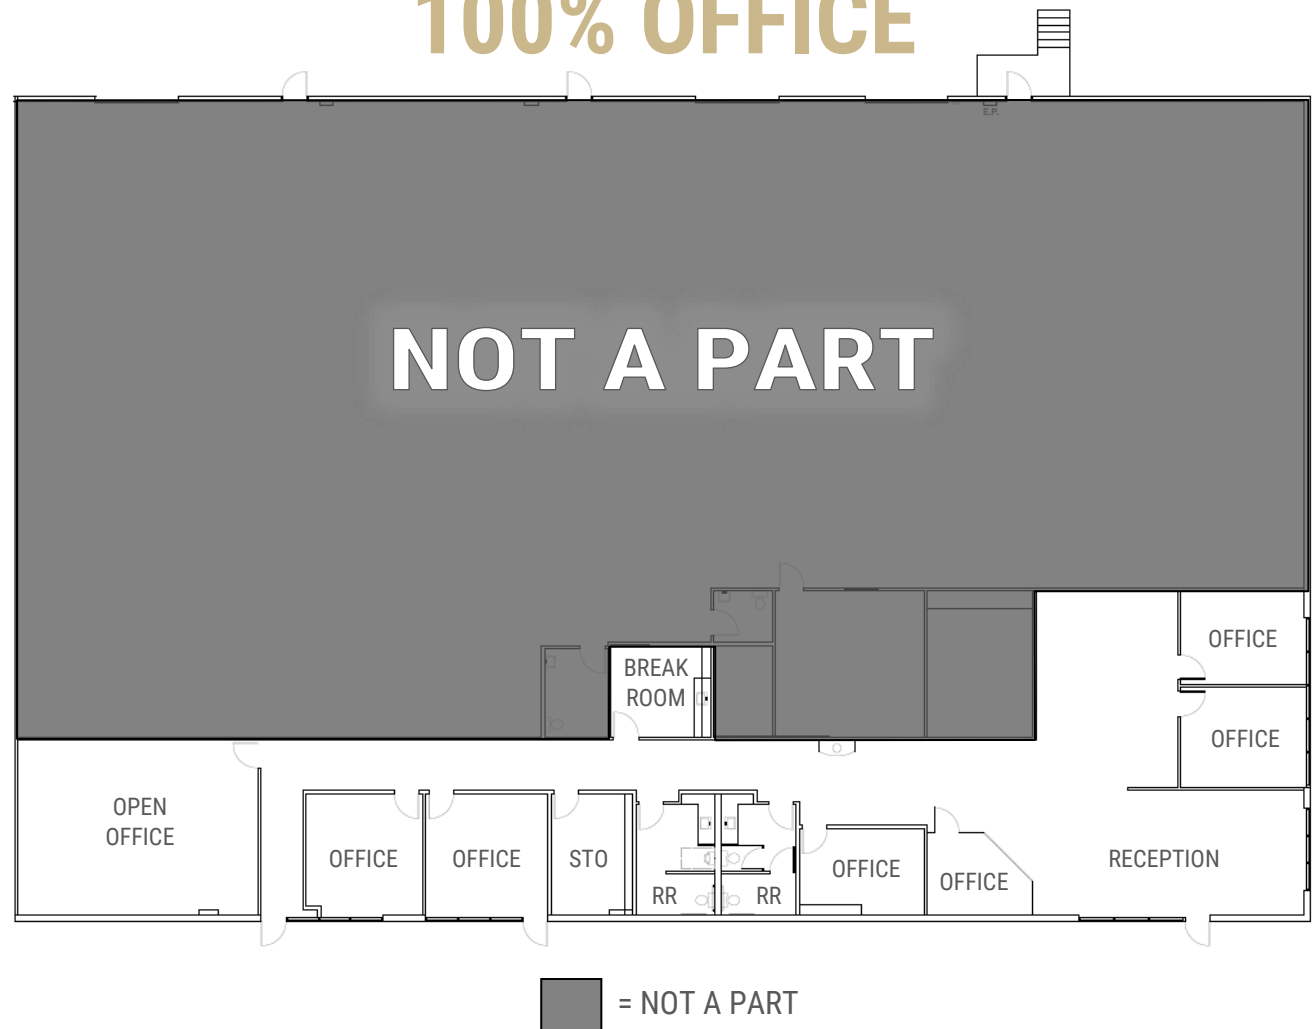 100% OFFICE
E.P.
NOT A PART
BREAK
ROOM
OFFICE
OFFICE
OPEN
OFFICE
OFFICE
OFFICE
STO
RR
RR
OFFICE
OFFICE
RECEPTION
= NOT A PART